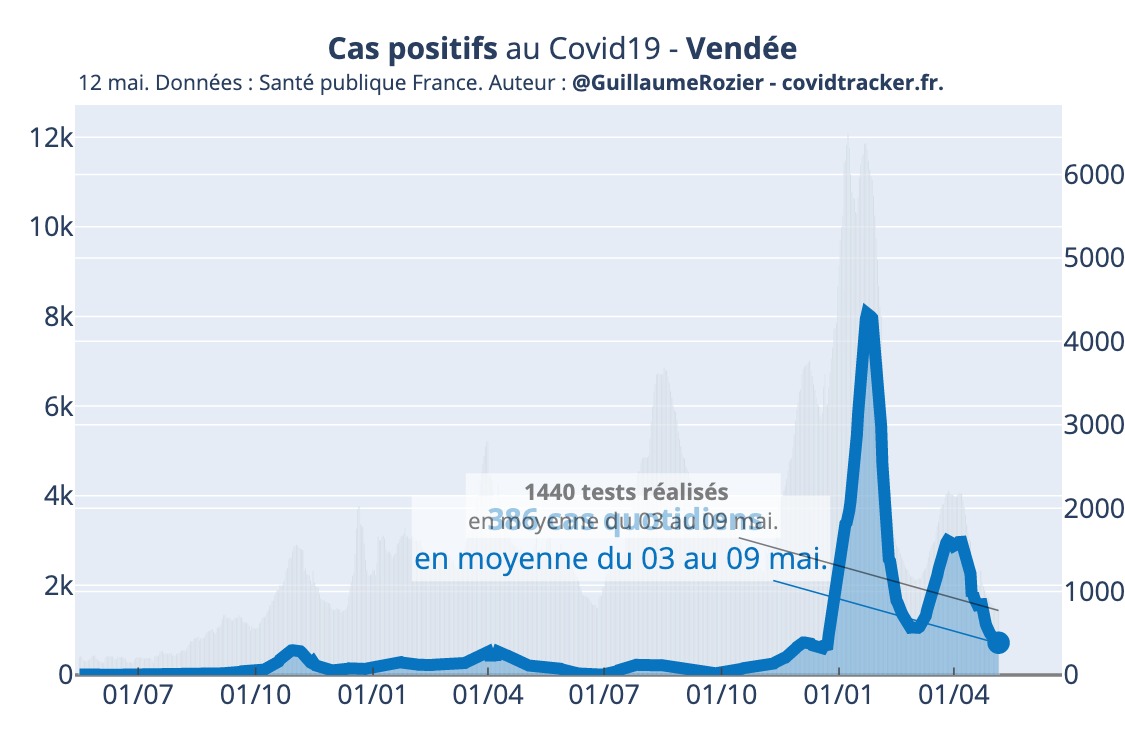 Cas positifs au Covid19 - Vendée
12 mai. Données : Santé publique France. Auteur : @GuillaumeRozier - covidtracker.fr.
12k
10k
8k
6k
4k
2k
0
6000
5000
4000
3000
2000
1000
0
1440 tests réalisés
en moyenne du 03 au 09 mai.
386 cas quotidiens
en moyenne du 03 au 09 mai.
01/07
01/10
01/01
01/04
01/07
01/10
01/01
01/04